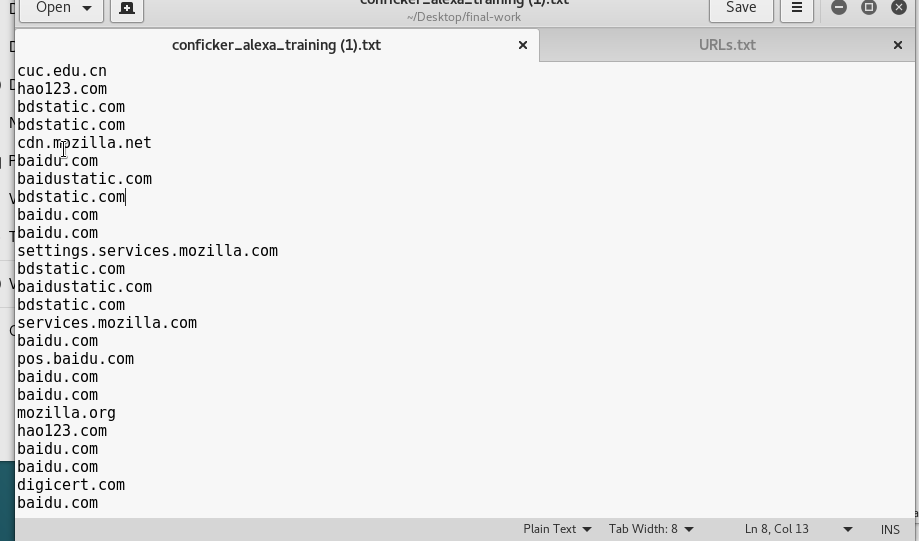 Open
conficker_alexa_training (1).txt
~/Desktop/final-work
Save
conficker_alexa_training (1).txt
URLs.txt
cuc.edu.cn
hao123.com
bdstatic.com
bdstatic.com
cdn.mozilla.net
baidu.com
baidustatic.com
bdstatic.com
baidu.com
baidu.com
settings.services.mozilla.com
bdstatic.com
baidustatic.com
bdstatic.com
services.mozilla.com
baidu.com
pos.baidu.com
baidu.com
baidu.com
mozilla.org
hao123.com
baidu.com
baidu.com
digicert.com
baidu.com
Plain Text
Tab Width: 8
Ln 8, Col 13
INS